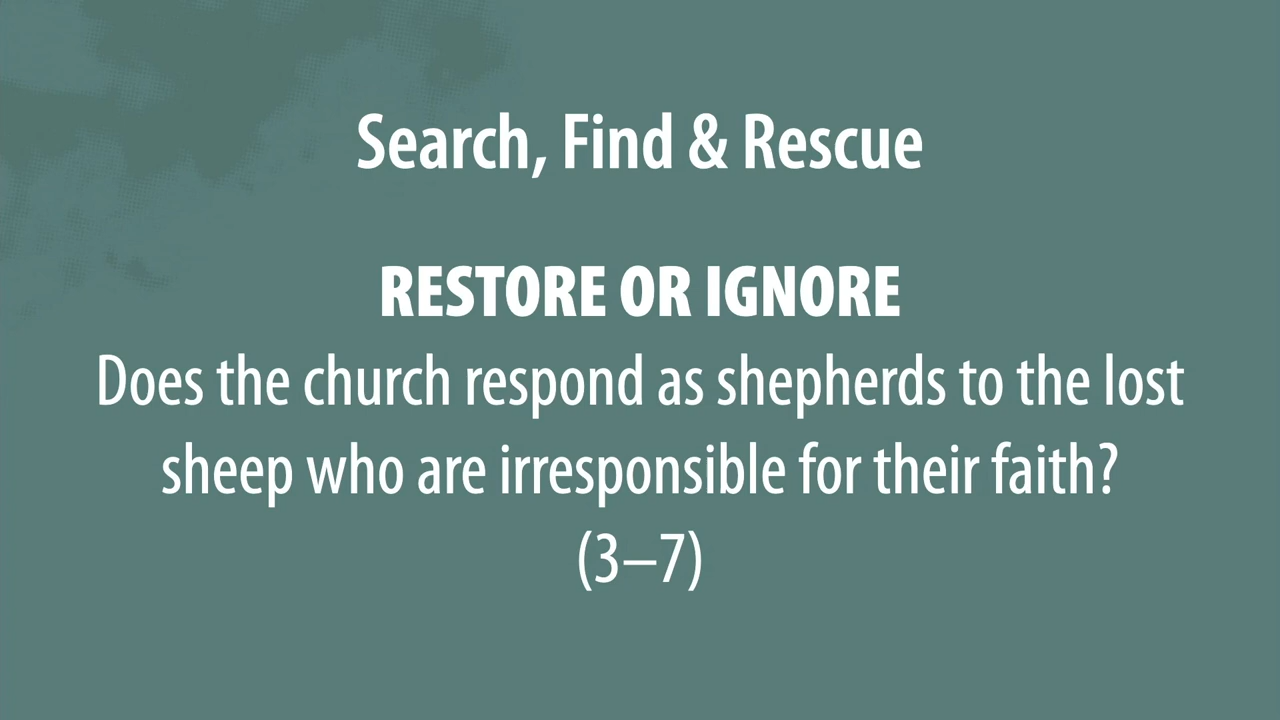 Search, Find & Rescue
RESTORE OR IGNORE
Does the church respond as shepherds to the lost
sheep who are irresponsible for their faith?
(3–7)